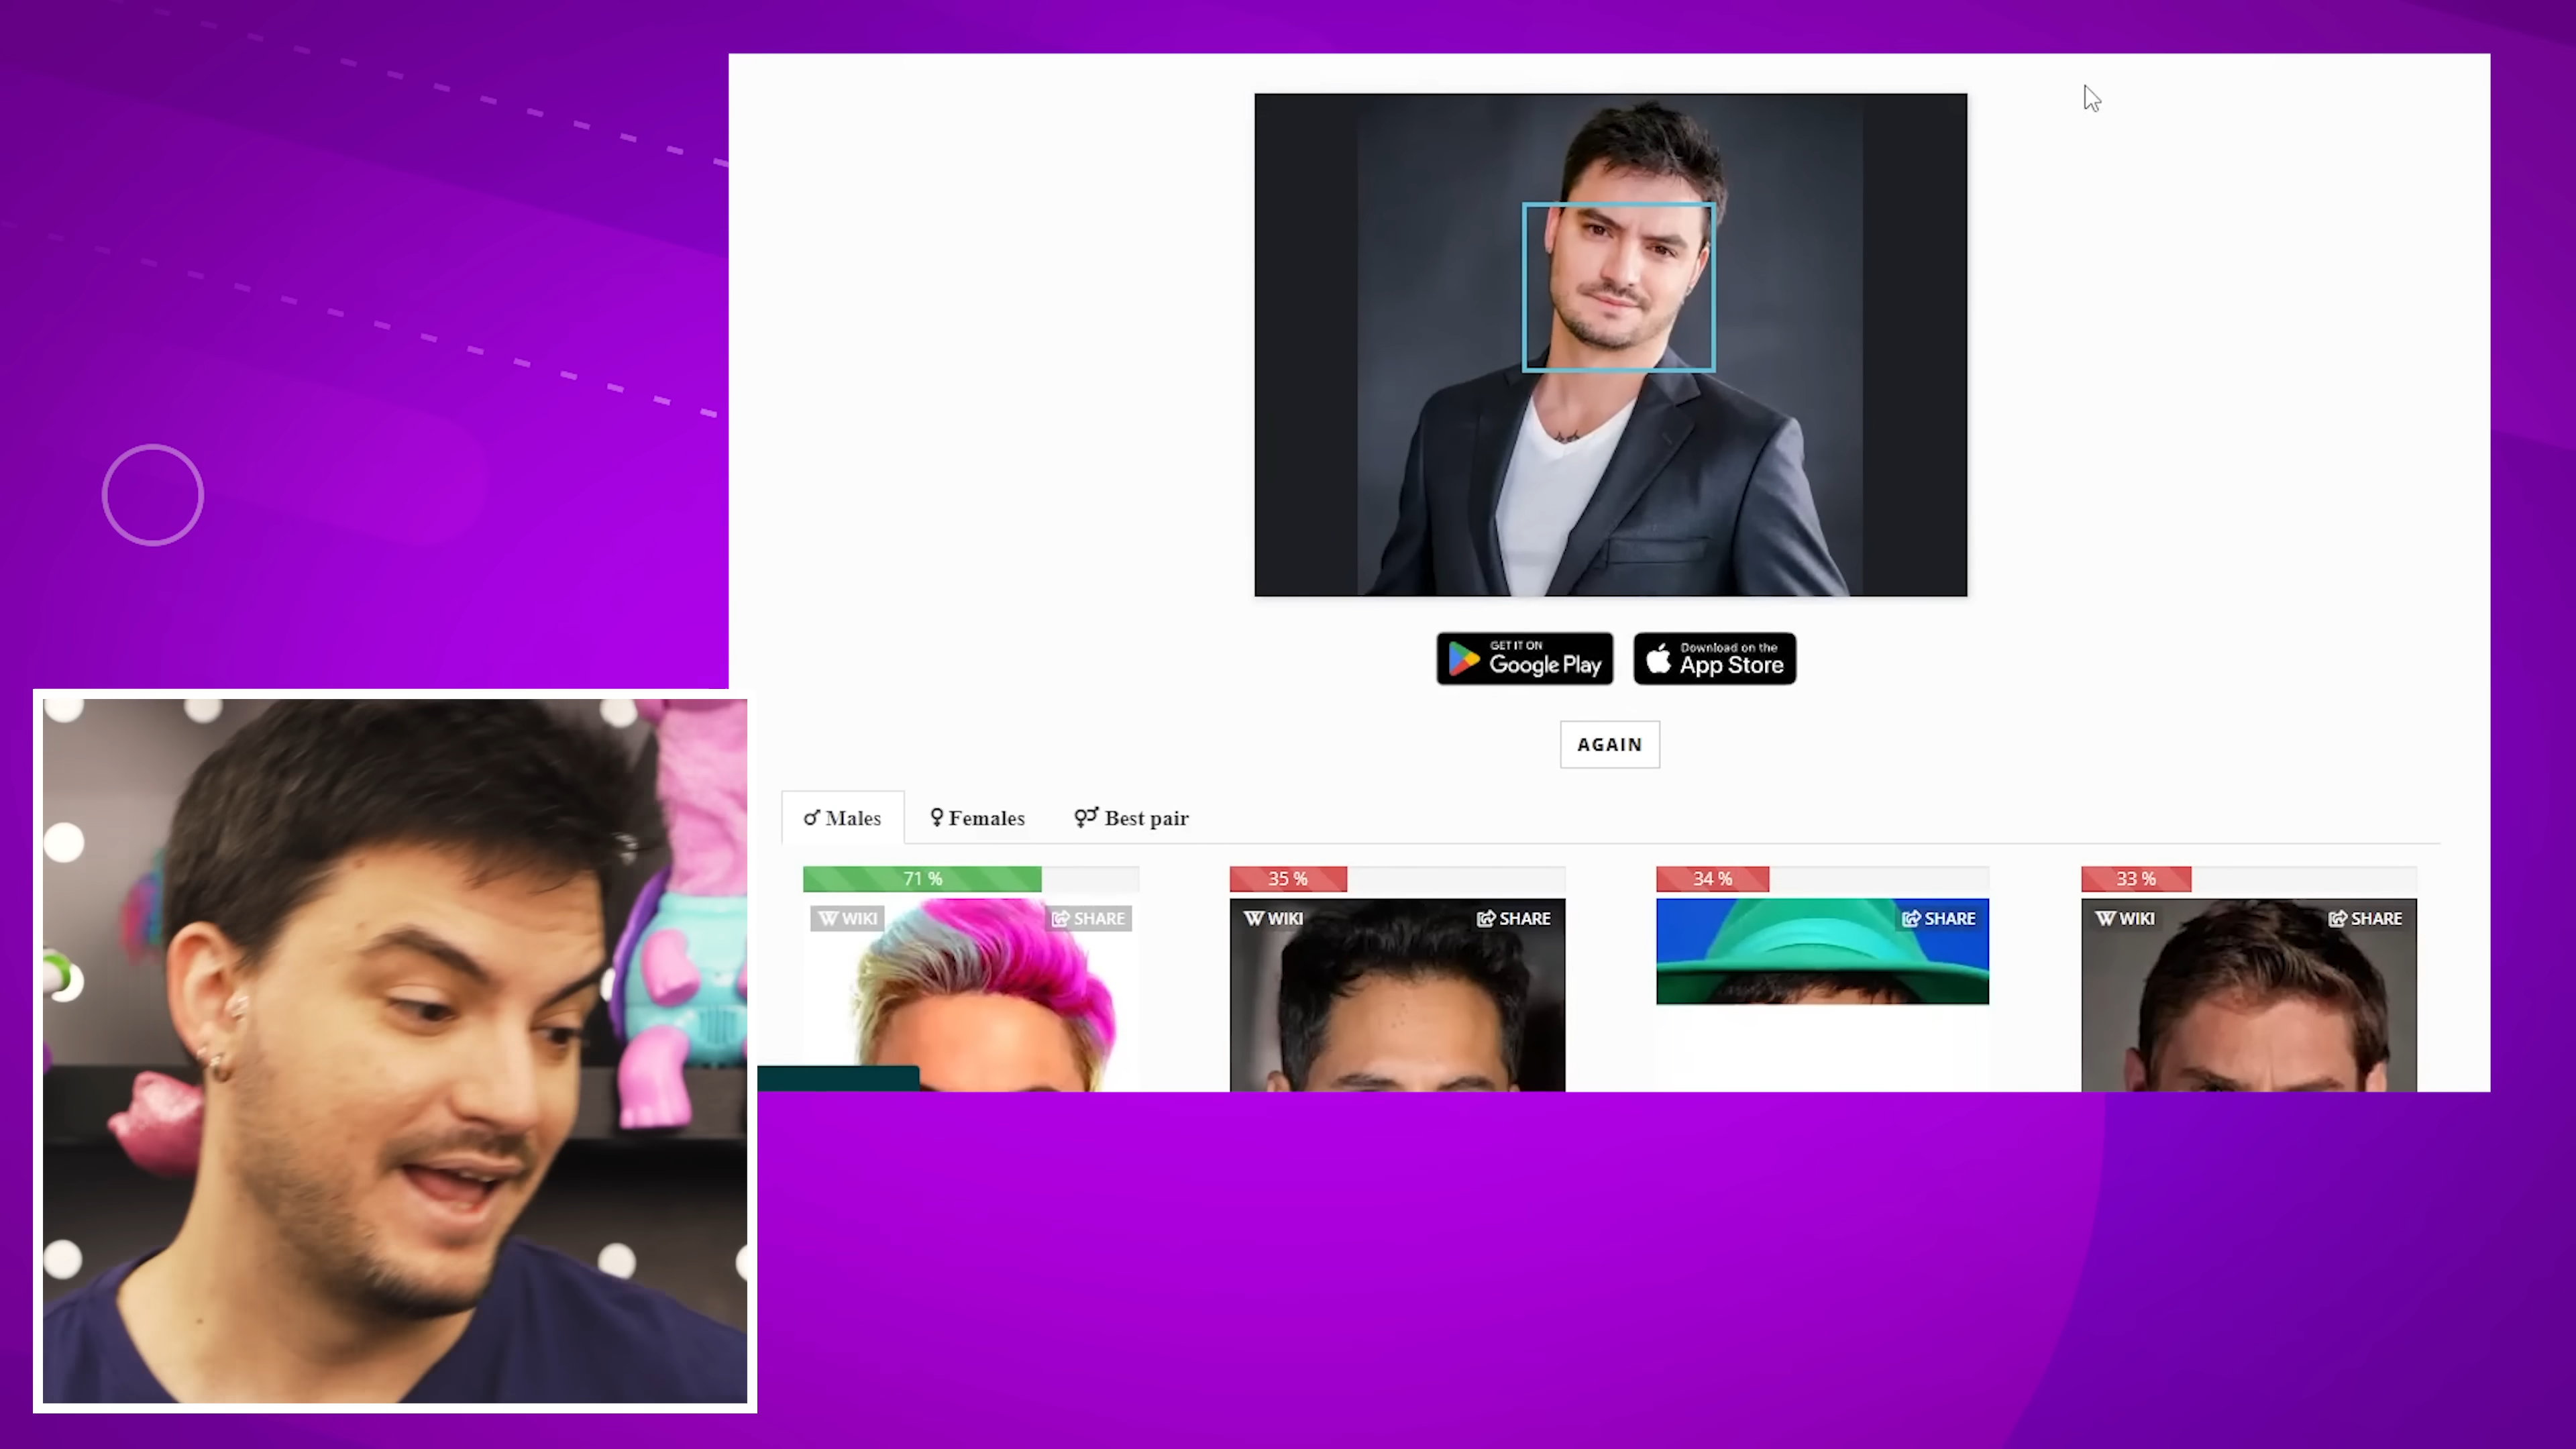 GET IT ON
Google Play
Download on the
App Store
AGAIN
Males
Females
Best pair
71 %
35 %
34 %
33 %
WIKI
SHARE
WIKI
SHARE
SHARE
WIKI
SHARE